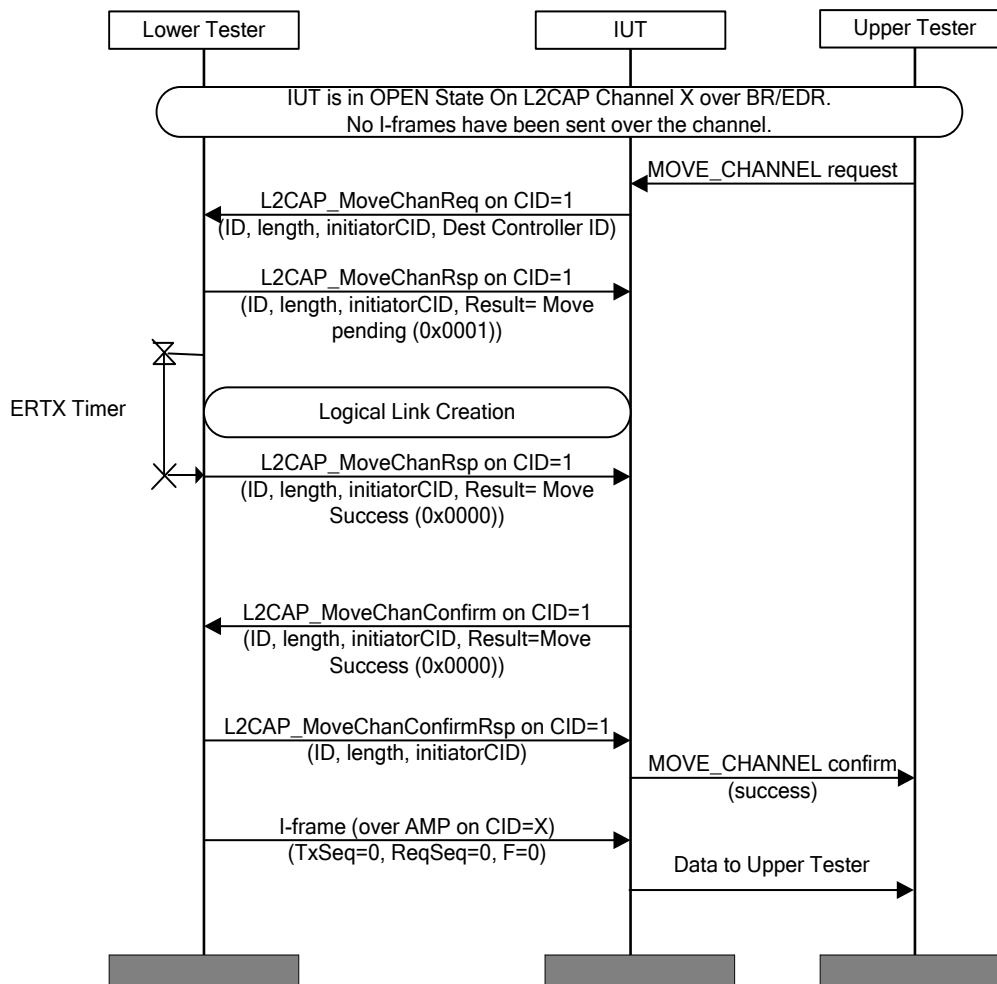 Lower Tester
IUT
Upper Tester
IUT is in OPEN State On L2CAP Channel X over BR/EDR.
No I-frames have been sent over the channel.
MOVE_CHANNEL request
L2CAP_MoveChanReq on CID=1
(ID, length, initiatorCID, Dest Controller ID)
L2CAP_MoveChanRsp on CID=1
(ID, length, initiatorCID, Result= Move
pending (0x0001))
ERTX Timer
Logical Link Creation
L2CAP_MoveChanRsp on CID=1
(ID, length, initiatorCID, Result= Move
Success (0x0000))
L2CAP_MoveChanConfirm on CID=1
(ID, length, initiatorCID, Result=Move
Success (0x0000))
L2CAP_MoveChanConfirmRsp on CID=1
(ID, length, initiatorCID)
MOVE_CHANNEL confirm
(success)
I-frame (over AMP on CID=X)
(TxSeq=0, ReqSeq=0, F=0)
Data to Upper Tester